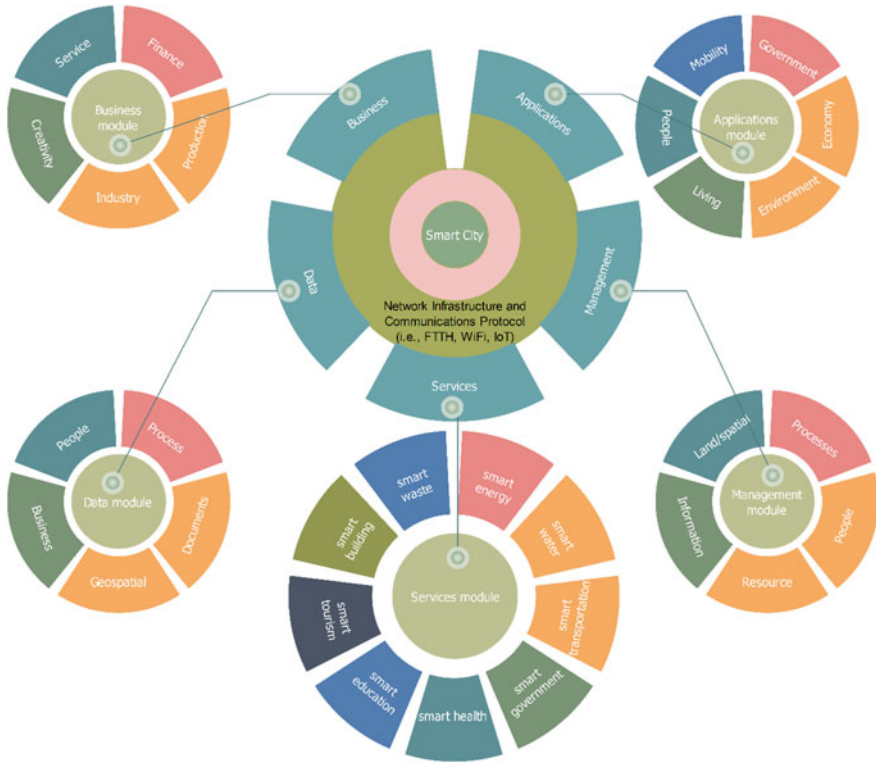 Service
Finance
Production
Industry
Creativity
Business
module
Business
Applications
Management
Services
Data
Smart City
Network Infrastructure and
Communications Protocol
(i.e., FTTH, WiFi, IoT)
Mobility
Government
Economy
Environment
Living
People
Applications
module
People
Process
Documents
Geospatial
Business
Data module
smart
waste
smart
energy
smart
water
smart
transportation
smart
government
smart health
smart
education
smart
tourism
smart
building
Services module
Land/spatial
Processes
People
Resource
Information
Management
module